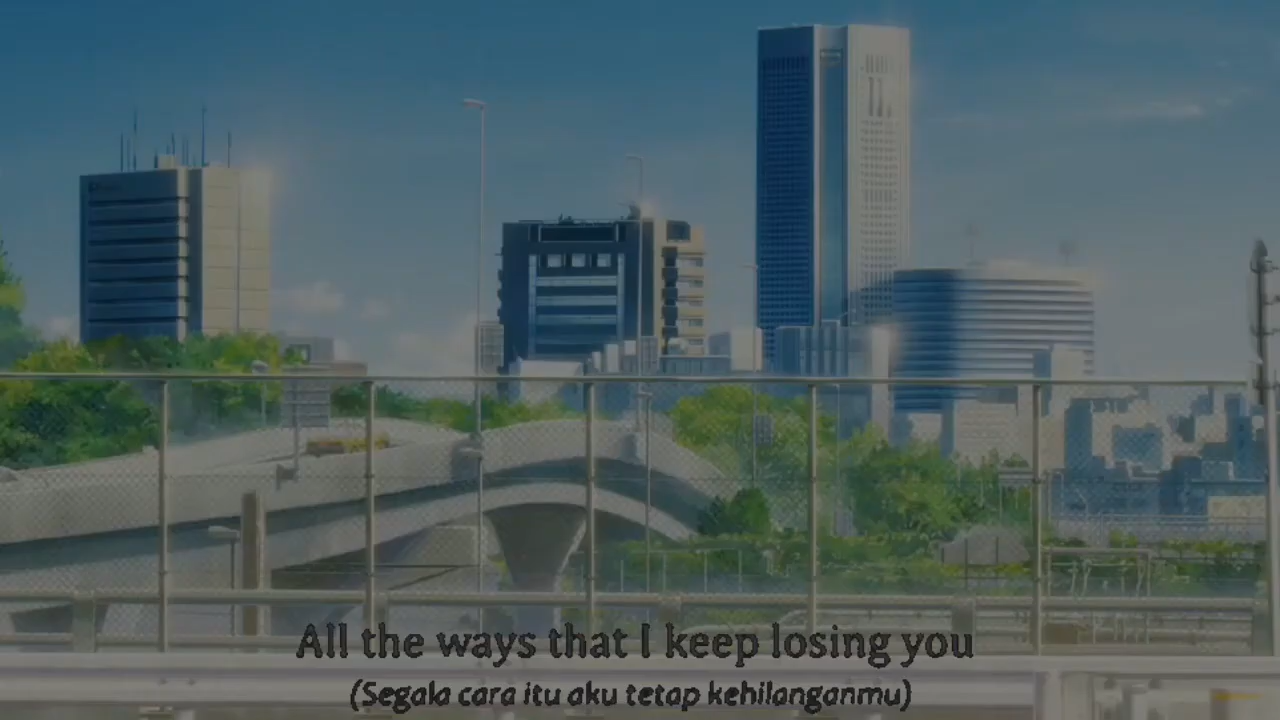 All the ways that I keep losing you
(Segala cara itu aku tetap kehilanganmu)